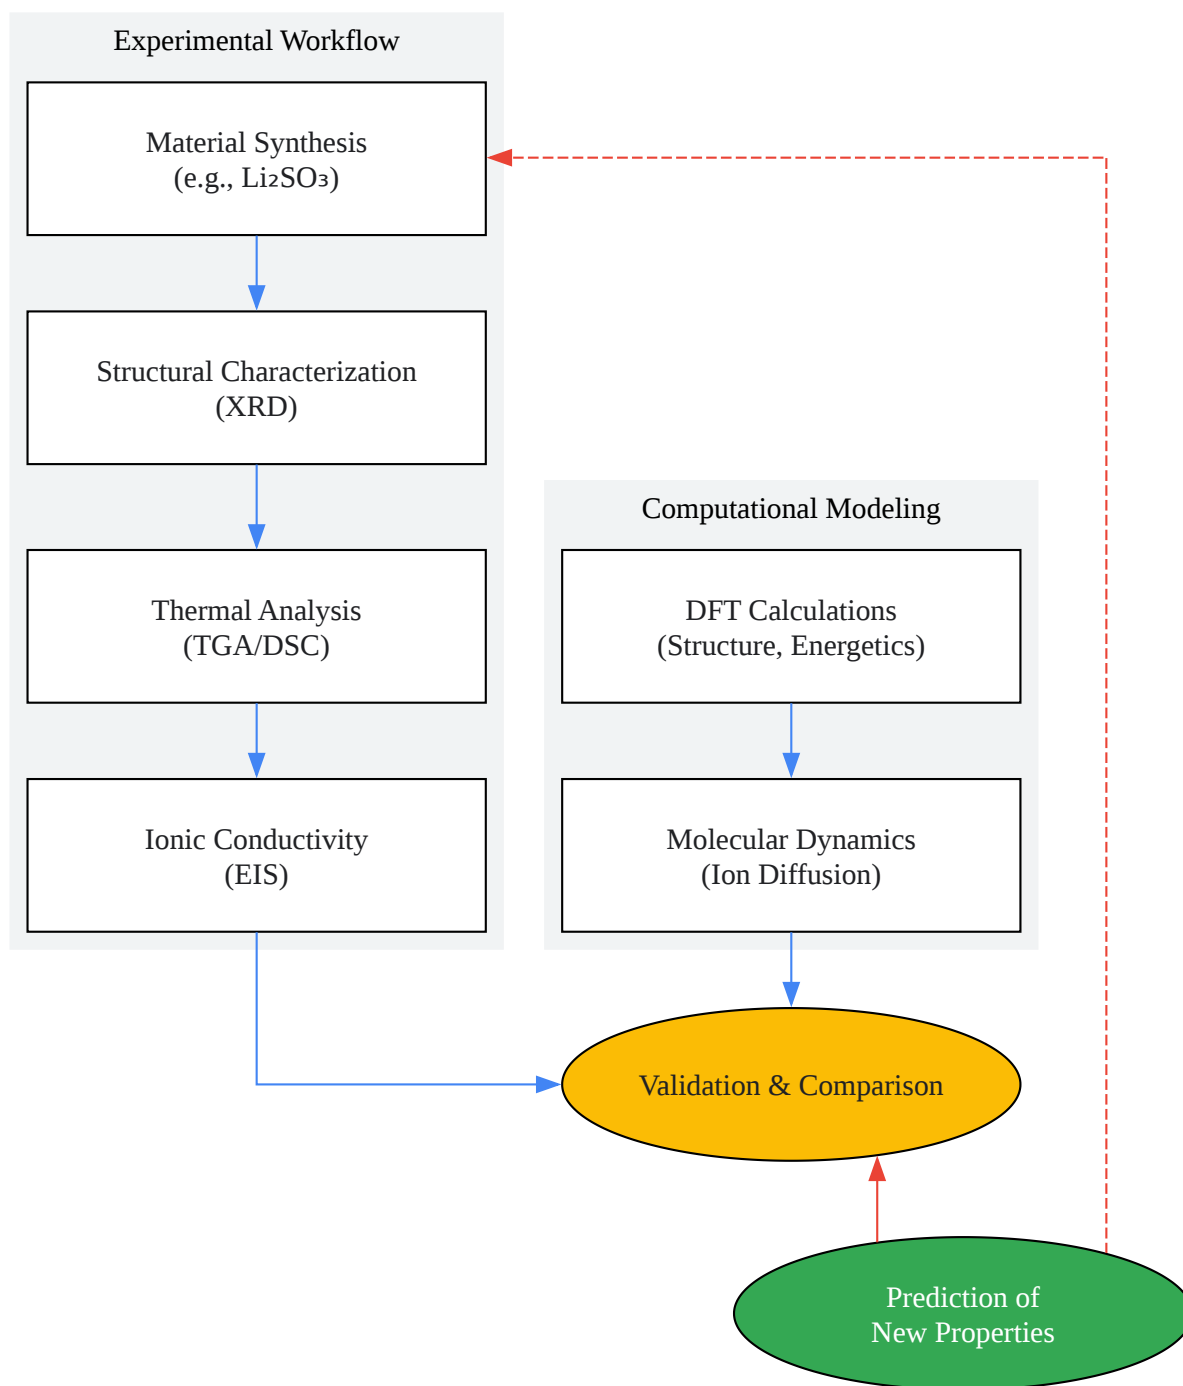 Experimental Workflow
Material Synthesis
(e.g., Li₂SO₃)
Structural Characterization
(XRD)
Thermal Analysis
(TGA/DSC)
Ionic Conductivity
(EIS)
Computational Modeling
DFT Calculations
(Structure, Energetics)
Molecular Dynamics
(Ion Diffusion)
Validation & Comparison
Prediction of
New Properties